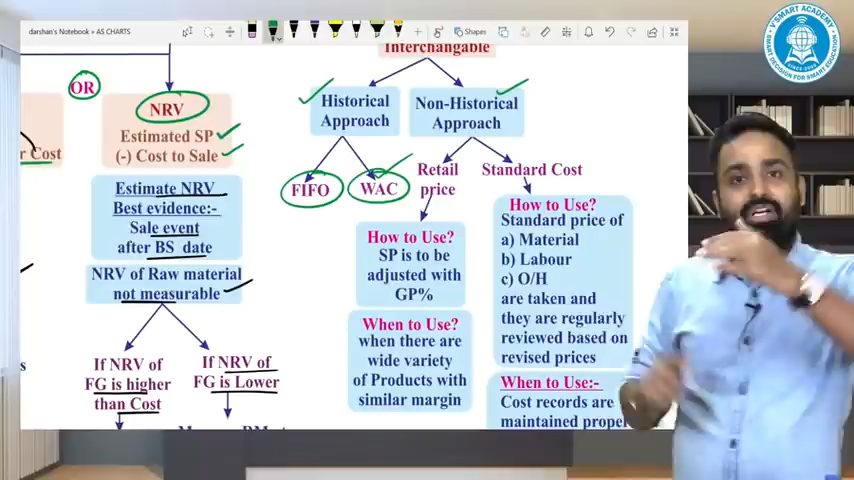 darshan's Notebook » AS CHARTS
Shapes
V'SMART ACADEMY
SMART DECISION FOR SMART EDUCATION
SINCE-2003
OR
NRV
Estimated SP
(-) Cost to Sale
r Cost
Estimate NRV
Best evidence:-
Sale event
after BS date
NRV of Raw material
not measurable
If NRV of
FG is higher
than Cost
If NRV of
FG is Lower
Interchangable
Historical
Approach
Non-Historical
Approach
FIFO
WAC
Retail
price
Standard Cost
How to Use?
SP is to be
adjusted with
GP%
When to Use?
when there are
wide variety
of Products with
similar margin
How to Use?
Standard price of
a) Material
b) Labour
c) O/H
are taken and
they are regularly
reviewed based on
revised prices
When to Use:-
Cost records are
maintained proper
s